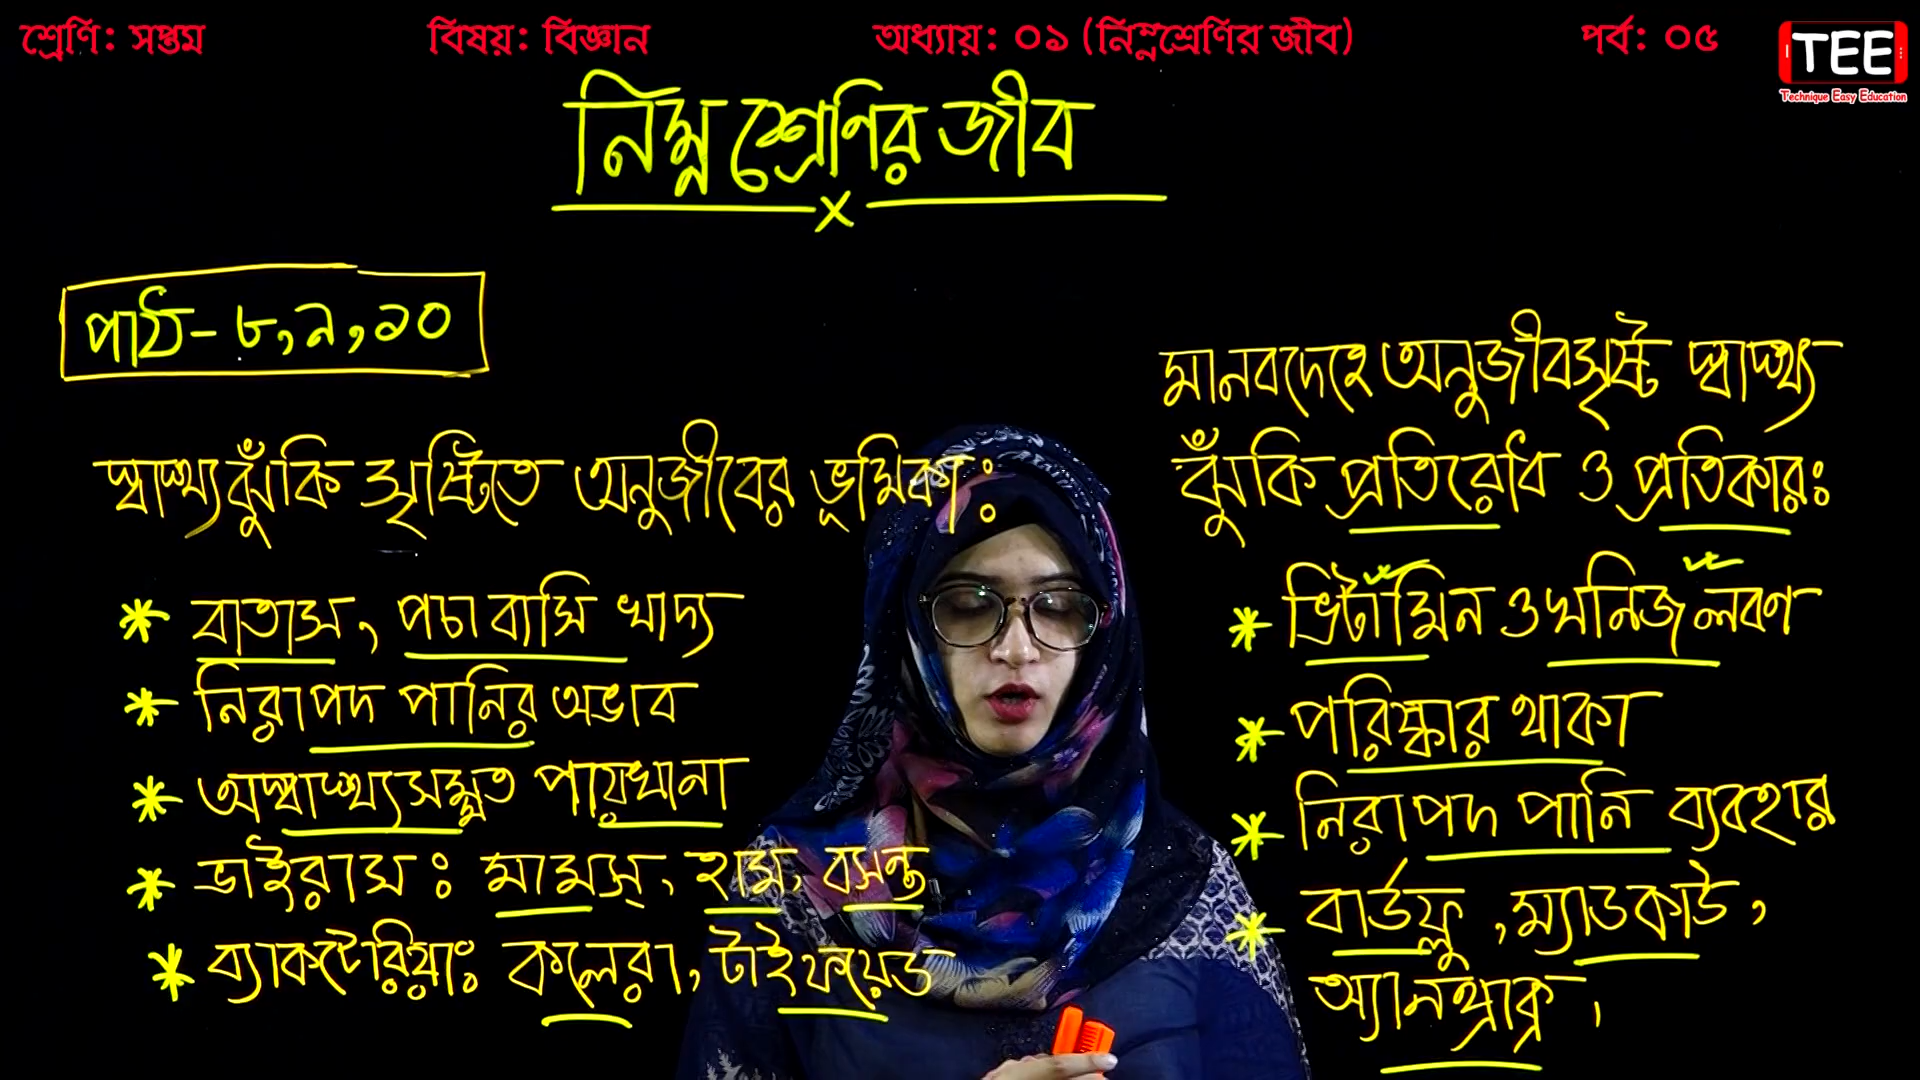 শ্রেণি: সপ্তম
বিষয়: বিজ্ঞান
অধ্যায়: ০১ (নিম্নশ্রেণির জীব)
পর্ব: ০৫
TEE
Technique Easy Education
নিম্ন শ্রেণির জীব
x
পাঠ- ৮, ৯, ১০
স্বাস্থ্য ঝুঁকি সৃষ্টিতে অনুজীবের ভূমিকা:
* বাতাস, পচা বাসি খাদ্য
* নিরাপদ পানির অভাব
* অস্বাস্থ্যসম্মত পায়খানা
* ভাইরাস: মামস্, হাম, বসন্ত
* ব্যাকটেরিয়াঃ কলেরা, টাইফয়েড
মানবদেহে অনুজীবসৃষ্ট স্বাস্থ্য
ঝুঁকি প্রতিরোধ ও প্রতিকারঃ
* ভিটামিন ও খনিজ লবণ
* পরিষ্কার থাকা
* নিরাপদ পানি ব্যবহার
* বার্ডফ্লু, ম্যাডকাউ,
অ্যানথ্রাক্স।